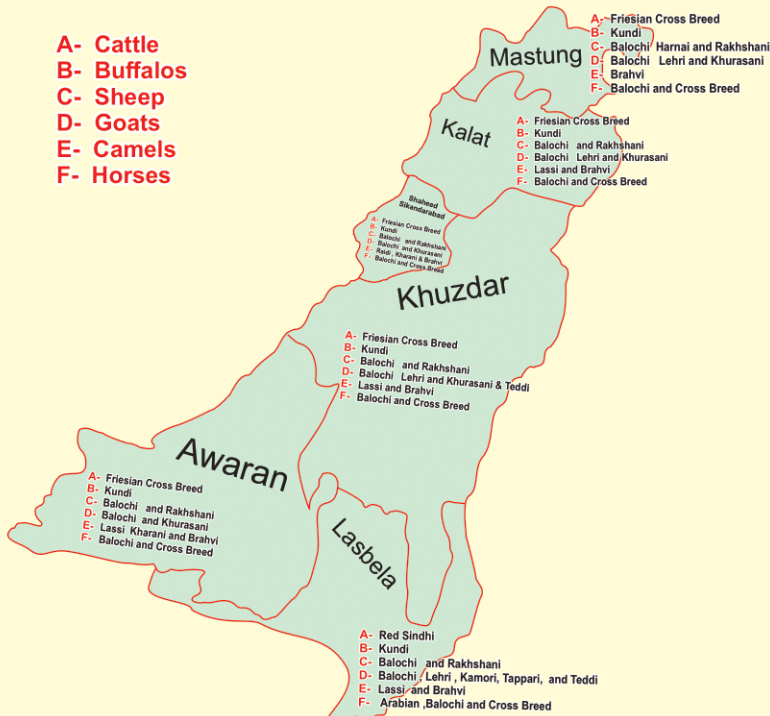 A- Cattle
B- Buffalos
C- Sheep
D- Goats
E- Camels
F- Horses
Mastung
A- Friesian Cross Breed
B- Kundi
C- Balochi Harnai and Rakhshani
D- Balochi Lehri and Khurasani
E- Brahvi
F- Balochi and Cross Breed
Kalat
A- Friesian Cross Breed
B- Kundi
C- Balochi and Rakhshani
D- Balochi Lehri and Khurasani
E- Lassi and Brahvi
F- Balochi and Cross Breed
Shaheed
Sikandarabad
A- Friesian Cross Breed
B- Kundi
C- Balochi and Rakhshani
D- Balochi and Khurasani
E- Raidi , Kharani & Brahvi
F- Balochi and Cross Breed
Khuzdar
A- Friesian Cross Breed
B- Kundi
C- Balochi and Rakhshani
D- Balochi Lehri and Khurasani & Teddi
E- Lassi and Brahvi
F- Balochi and Cross Breed
Awaran
A- Friesian Cross Breed
B- Kundi
C- Balochi and Rakhshani
D- Balochi and Khurasani
E- Lassi Kharani and Brahvi
F- Balochi and Cross Breed
Lasbela
A- Red Sindhi
B- Kundi
C- Balochi and Rakhshani
D- Balochi , Lehri , Kamori, Tappari, and Teddi
E- Lassi and Brahvi
F- Arabian ,Balochi and Cross Breed